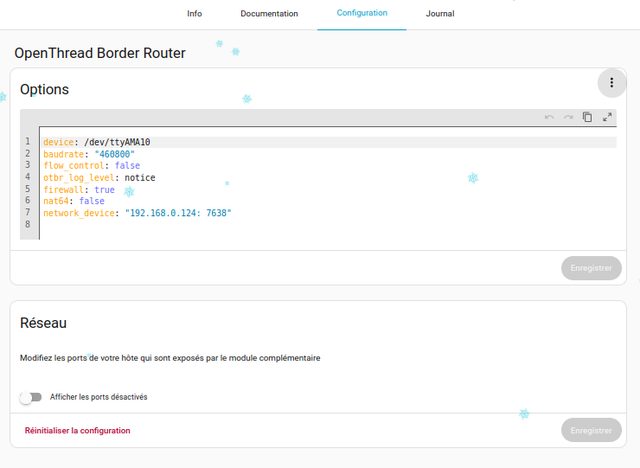 Info Documentation Configuration Journal
OpenThread Border Router
Options
1 device: /dev/ttyAMA10
2 baudrate: "460800"
3 flow_control: false
4 otbr_log_level: notice
5 firewall: true
6 nat64: false
7 network_device: "192.168.0.124: 7638"
8
Enregistrer
Réseau
Modifiez les ports de votre hôte qui sont exposés par le module complémentaire
Afficher les ports désactivés
Réinitialiser la configuration Enregistrer